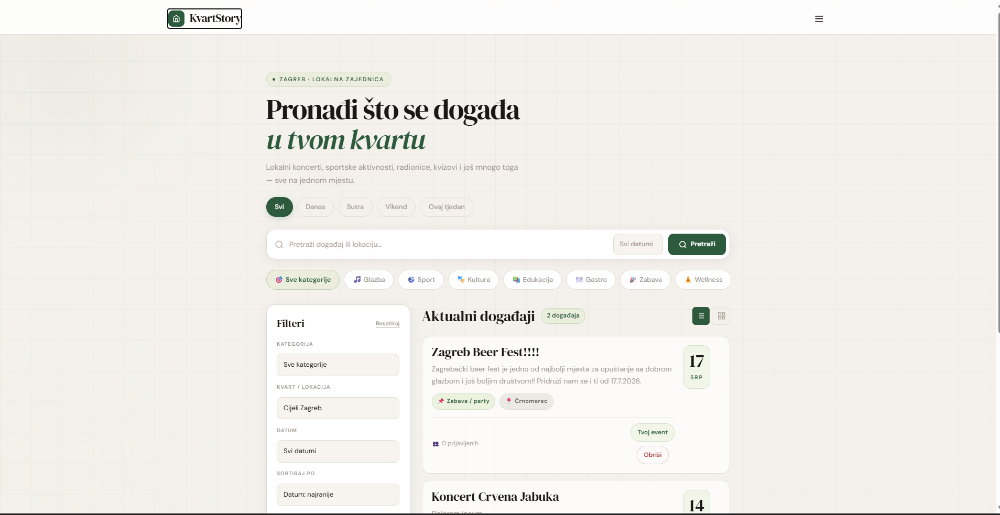 KvartStory
ZAGREB · LOKALNA ZAJEDNICA
Pronađi što se događa
u tvom kvartu
Lokalni koncerti, sportske aktivnosti, radionice, kvizovi i još mnogo toga
— sve na jednom mjestu.
Svi Danas Sutra Vikend Ovaj tjedan
Pretraži događaj ili lokaciju... Svi datumi Pretraži
Sve kategorije Glazba Sport Kultura Edukacija Gastro Zabava Wellness
Filteri Resetiraj
KATEGORIJA
Sve kategorije
KVART / LOKACIJA
Cijeli Zagreb
DATUM
Svi datumi
SORTIRAJ PO
Datum: najranije
Aktualni događaji 2 događaja
Zagreb Beer Fest!!!!
Zagrebački beer fest je jedno od najbolji mjesta za opuštanje sa dobrom
glazbom i još boljim društvom!! Pridruži nam se i ti od 17.7.2026.
17
SRP
Zabava / party Črnomerec
0 prijavljenih
Tvoj event
Obriši
Koncert Crvena Jabuka
14
Dolorem ipsum